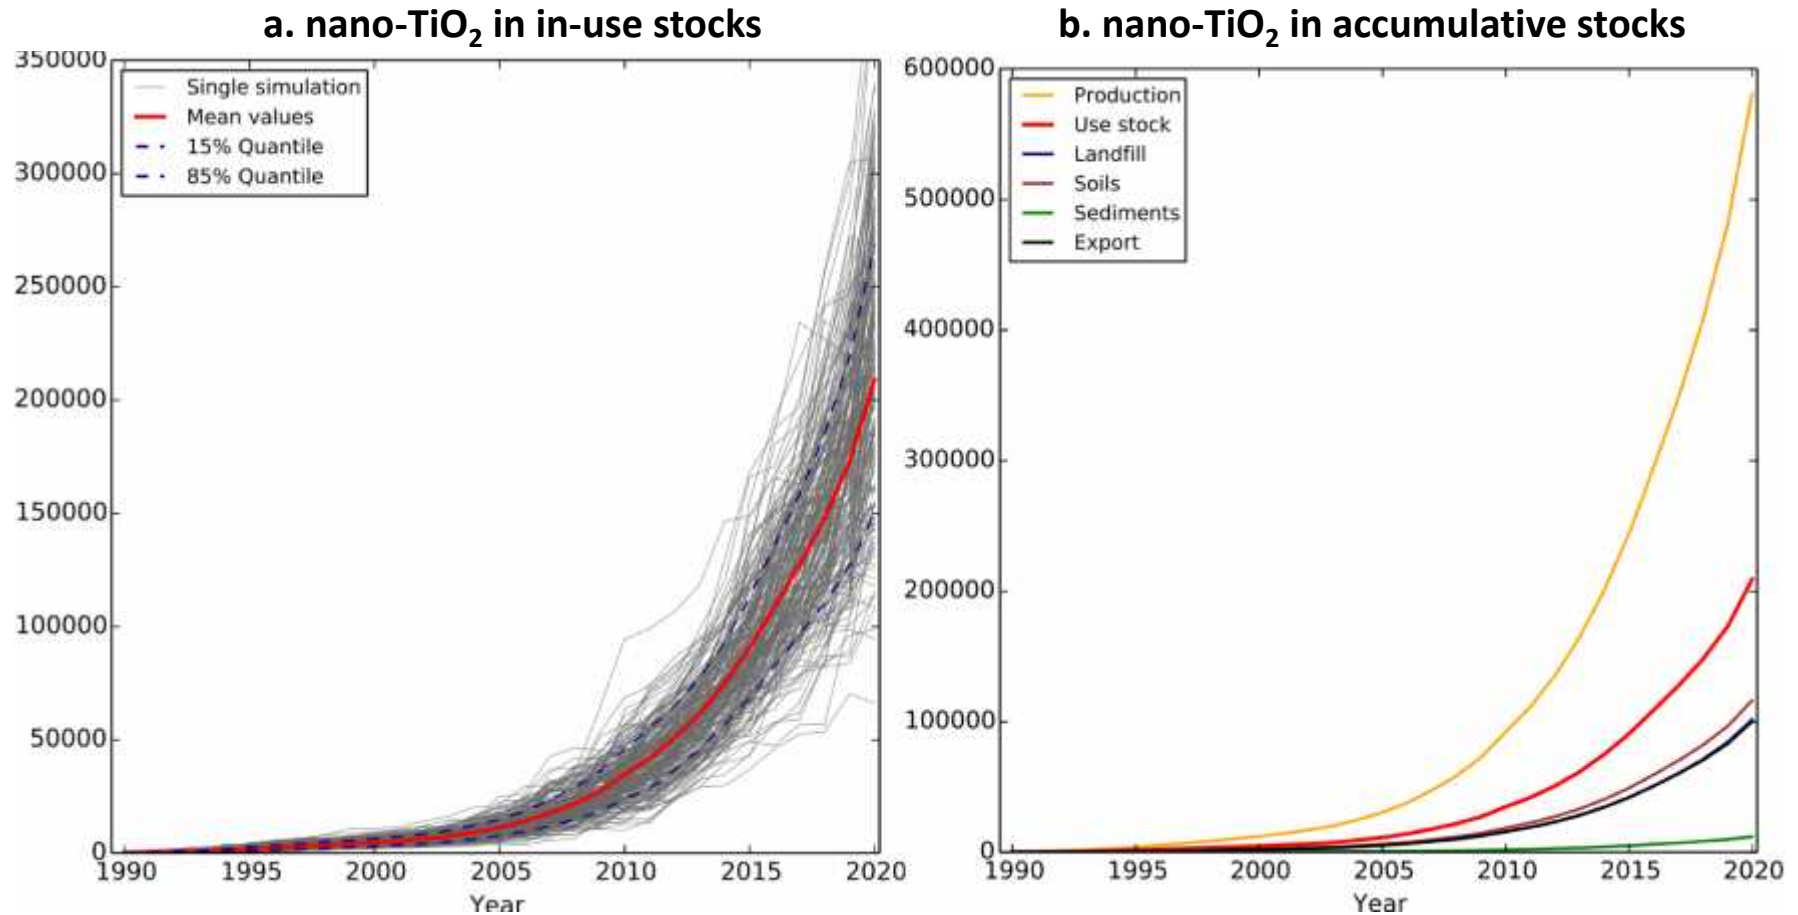 a. nano-TiO₂ in in-use stocks
350000
300000
250000
200000
150000
100000
50000
0
Single simulation
Mean values
15% Quantile
85% Quantile
1990 1995 2000 2005 2010 2015 2020
Year
b. nano-TiO₂ in accumulative stocks
600000
500000
400000
300000
200000
100000
0
Production
Use stock
Landfill
Soils
Sediments
Export
1990 1995 2000 2005 2010 2015 2020
Year